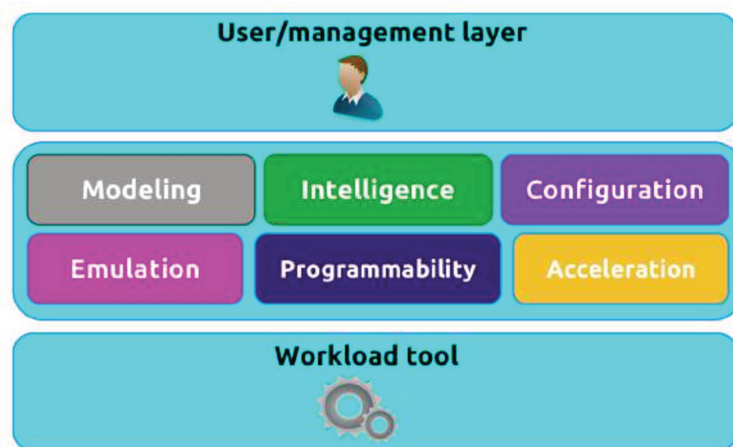 User/management layer
Modeling
Intelligence
Configuration
Emulation
Programmability
Acceleration
Workload tool